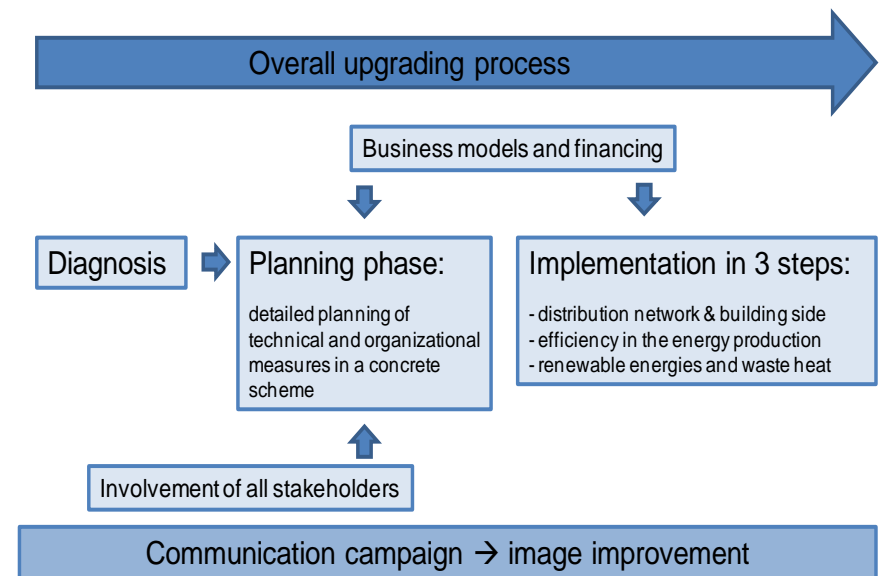 Overall upgrading process
Business models and financing
Diagnosis
Planning phase:
detailed planning of
technical and organizational
measures in a concrete
scheme
Implementation in 3 steps:
- distribution network & building side
- efficiency in the energy production
- renewable energies and waste heat
Involvement of all stakeholders
Communication campaign → image improvement